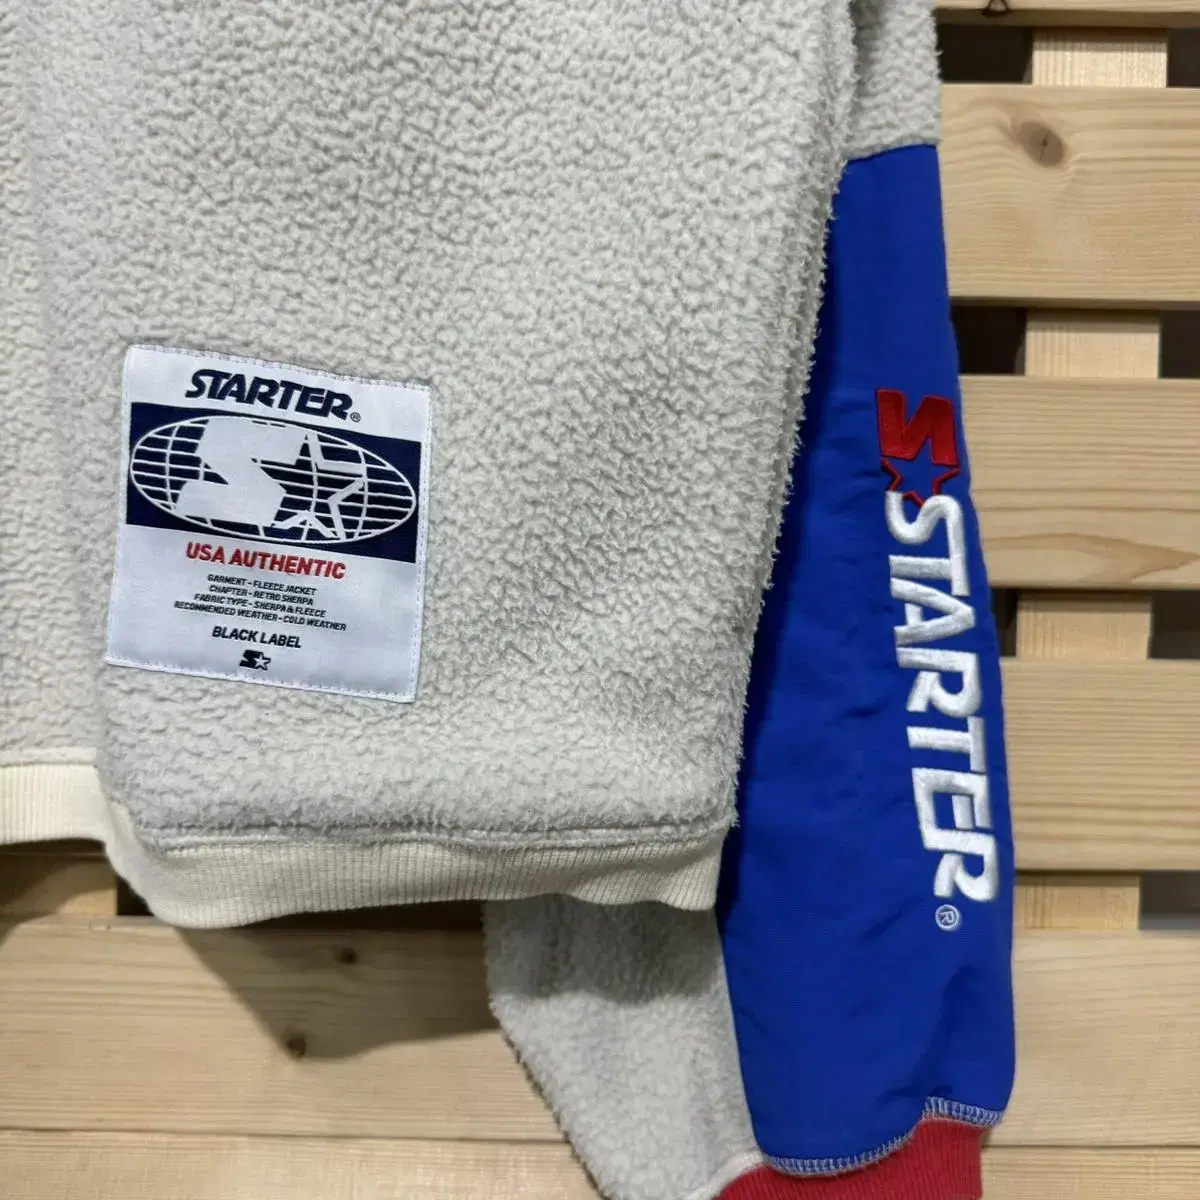 STARTER®
USA AUTHENTIC
GARMENT - FLEECE JACKET
CHAPTER - RETRO SHERPA
FABRIC TYPE - SHERPA & FLEECE
RECOMMENDED WEATHER - COLD WEATHER
BLACK LABEL
STARTER®